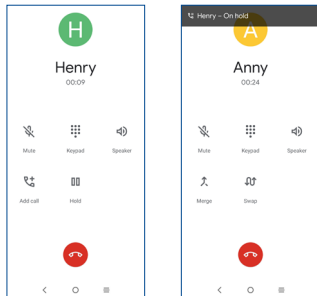 H
Henry
00:09
Mute Keypad Speaker
Add call Hold
Henry – On hold
A
Anny
00:24
Mute Keypad Speaker
Merge Swap